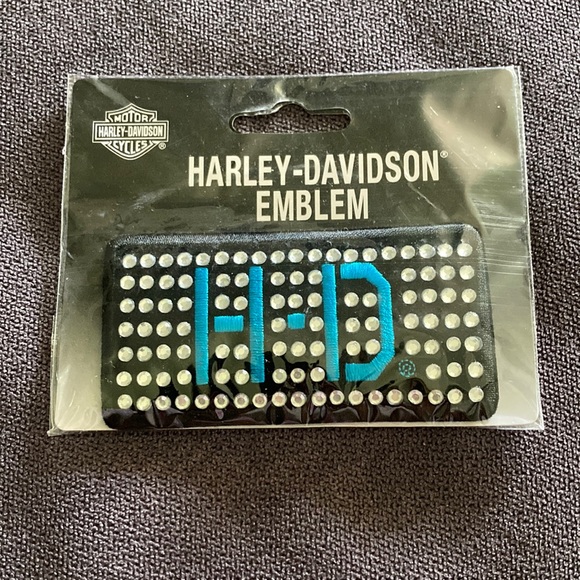 MOTOR
HARLEY-DAVIDSON
CYCLES
®
HARLEY-DAVIDSON®
EMBLEM
H-D
®